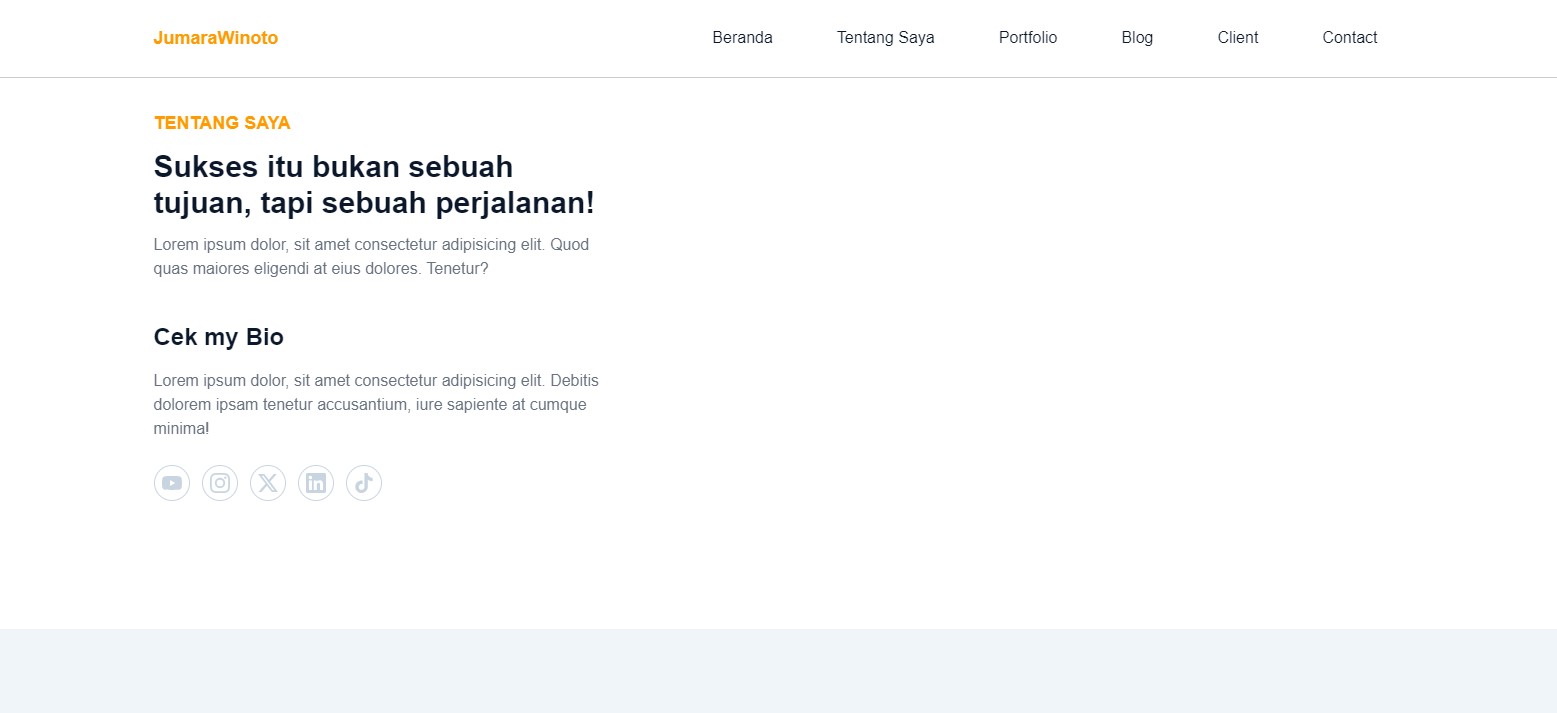 JumaraWinoto
Beranda
Tentang Saya
Portfolio
Blog
Client
Contact
TENTANG SAYA
Sukses itu bukan sebuah
tujuan, tapi sebuah perjalanan!
Lorem ipsum dolor, sit amet consectetur adipisicing elit. Quod
quas maiores eligendi at eius dolores. Tenetur?
Cek my Bio
Lorem ipsum dolor, sit amet consectetur adipisicing elit. Debitis
dolorem ipsam tenetur accusantium, iure sapiente at cumque
minima!